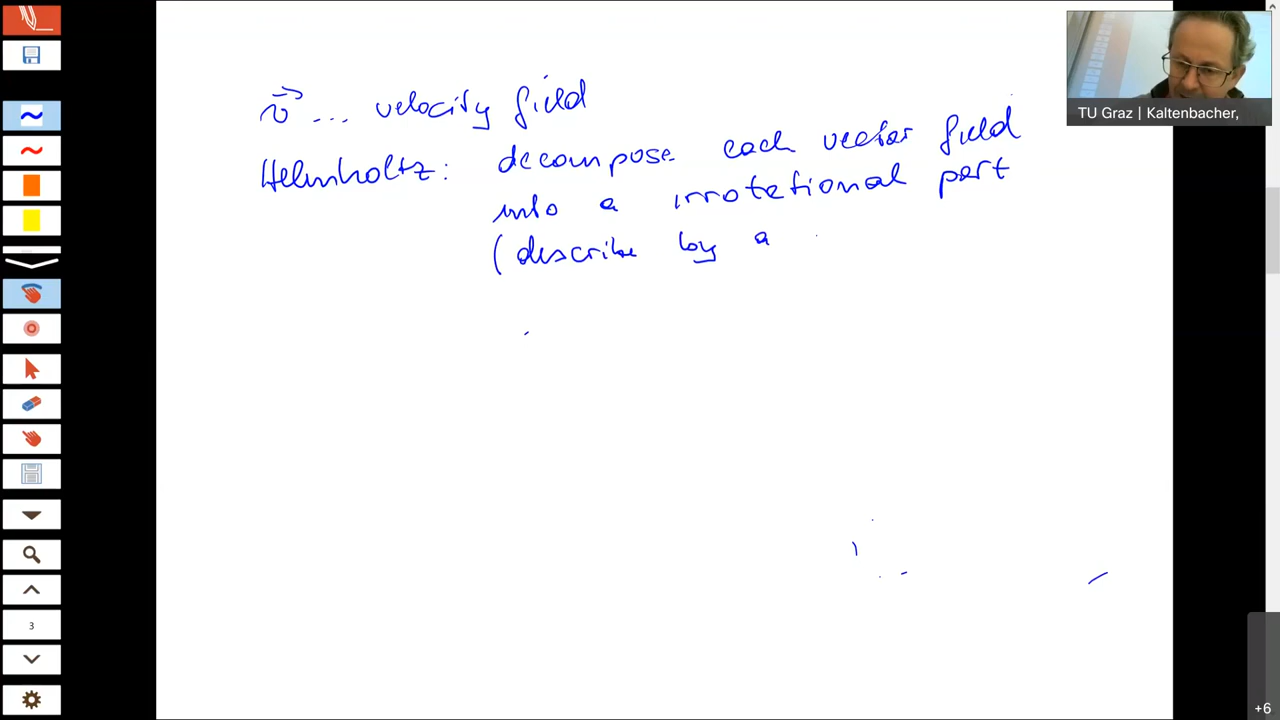 v⃗ ... velocity field
Helmholtz: decompose each vector field
into a irrotational part
(describe by a
TU Graz | Kaltenbacher,
3
+6